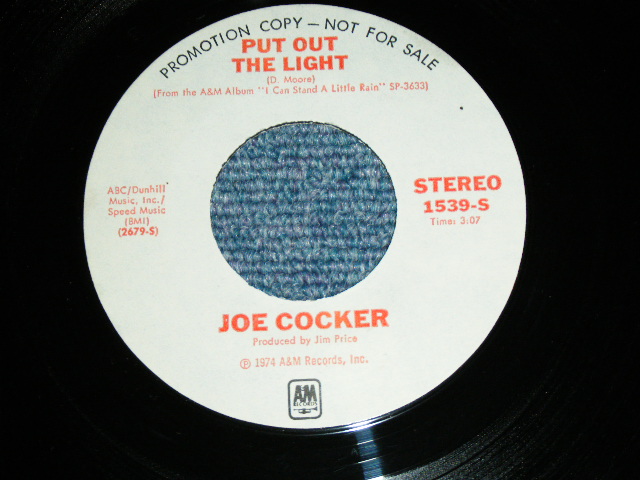 PROMOTION COPY — NOT FOR SALE
PUT OUT
THE LIGHT
(D. Moore)
[From the A&M Album "I Can Stand A Little Rain" SP-3633]
ABC/Dunhill
Music, Inc./
Speed Music
(BMI)
(2679-S)
STEREO
1539-S
Time: 3:07
JOE COCKER
Produced by Jim Price
℗ 1974 A&M Records, Inc.
A&M
RECORDS